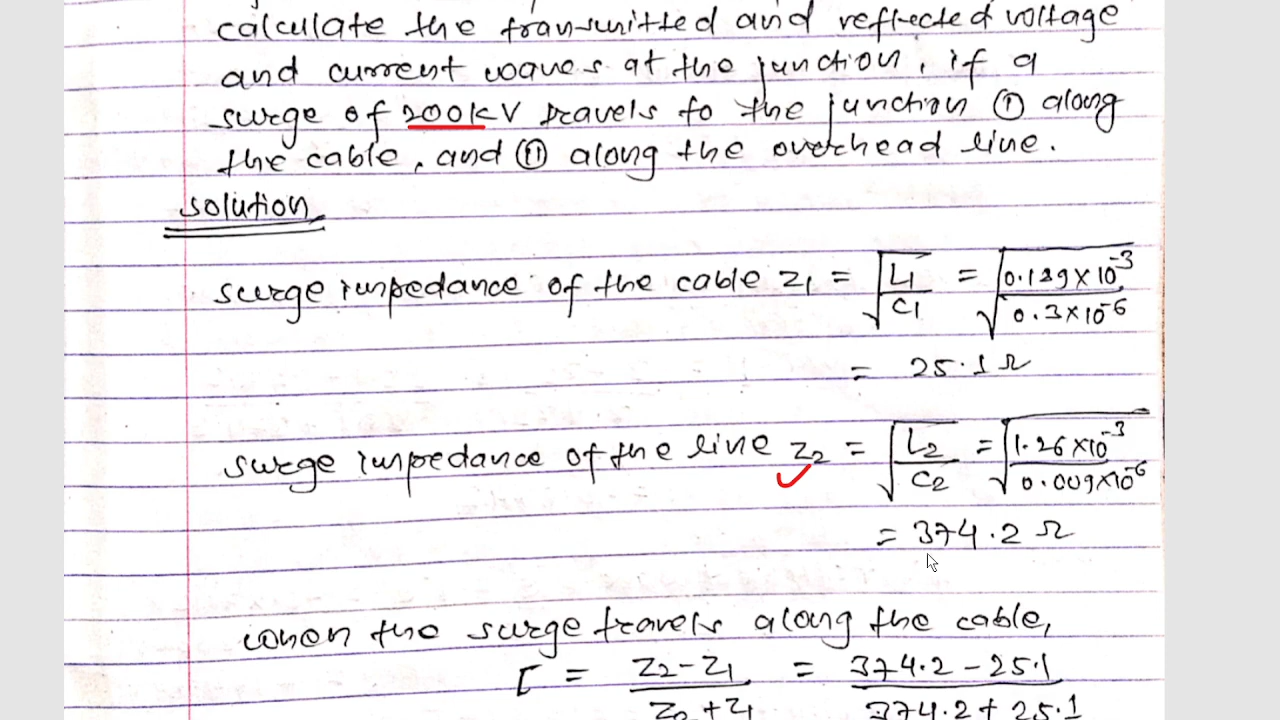 calculate the transmitted and reflected voltage
and current waves at the junction, if a
surge of 200kV travels to the junction (i) along
the cable, and (ii) along the overhead line.
solution
surge impedance of the cable Z1 = √(L1/C1) = √(0.189×10^-3/0.3×10^-6)
= 25.1 Ω
surge impedance of the line Z2 = √(L2/C2) = √(1.26×10^-3/0.009×10^-6)
= 374.2 Ω
when the surge travels along the cable,
Γ = Z2-Z1/Z2+Z1 = 374.2-25.1/374.2+25.1